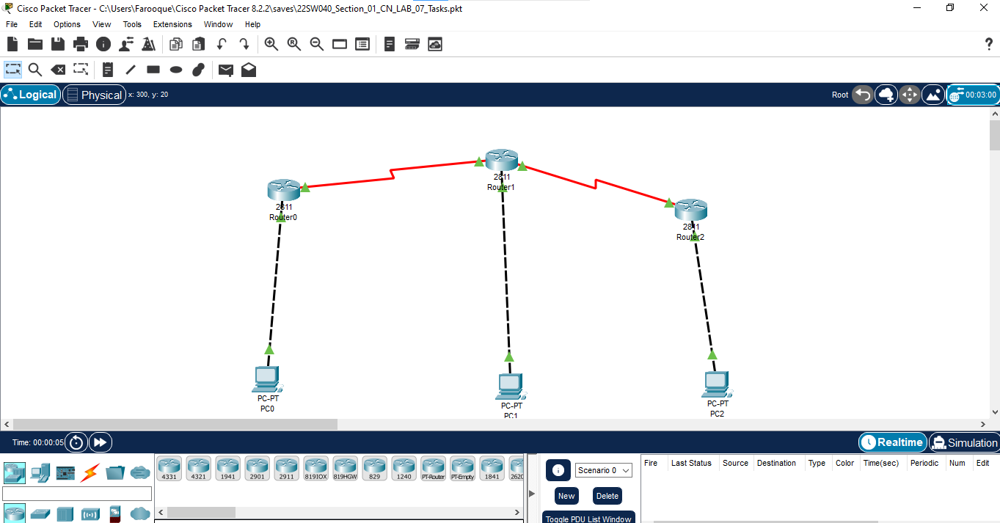 Cisco Packet Tracer - C:\Users\Farooque\Cisco Packet Tracer 8.2.2\saves\22SW040_Section_01_CN_LAB_07_Tasks.pkt
File Edit Options View Tools Extensions Window Help
?
Logical Physical x: 300, y: 20 Root 00:03:00
2811
Router1
2811
Router0
2811
Router2
PC-PT
PC0
PC-PT
PC1
PC-PT
PC2
Time: 00:00:05 Realtime Simulation
4331 4321 1941 2901 2911 819IOX 819HGW 829 1240 PT-Router PT-Empty 1841 2620
Scenario 0
New Delete
Toggle PDU List Window
Fire Last Status Source Destination Type Color Time(sec) Periodic Num Edit